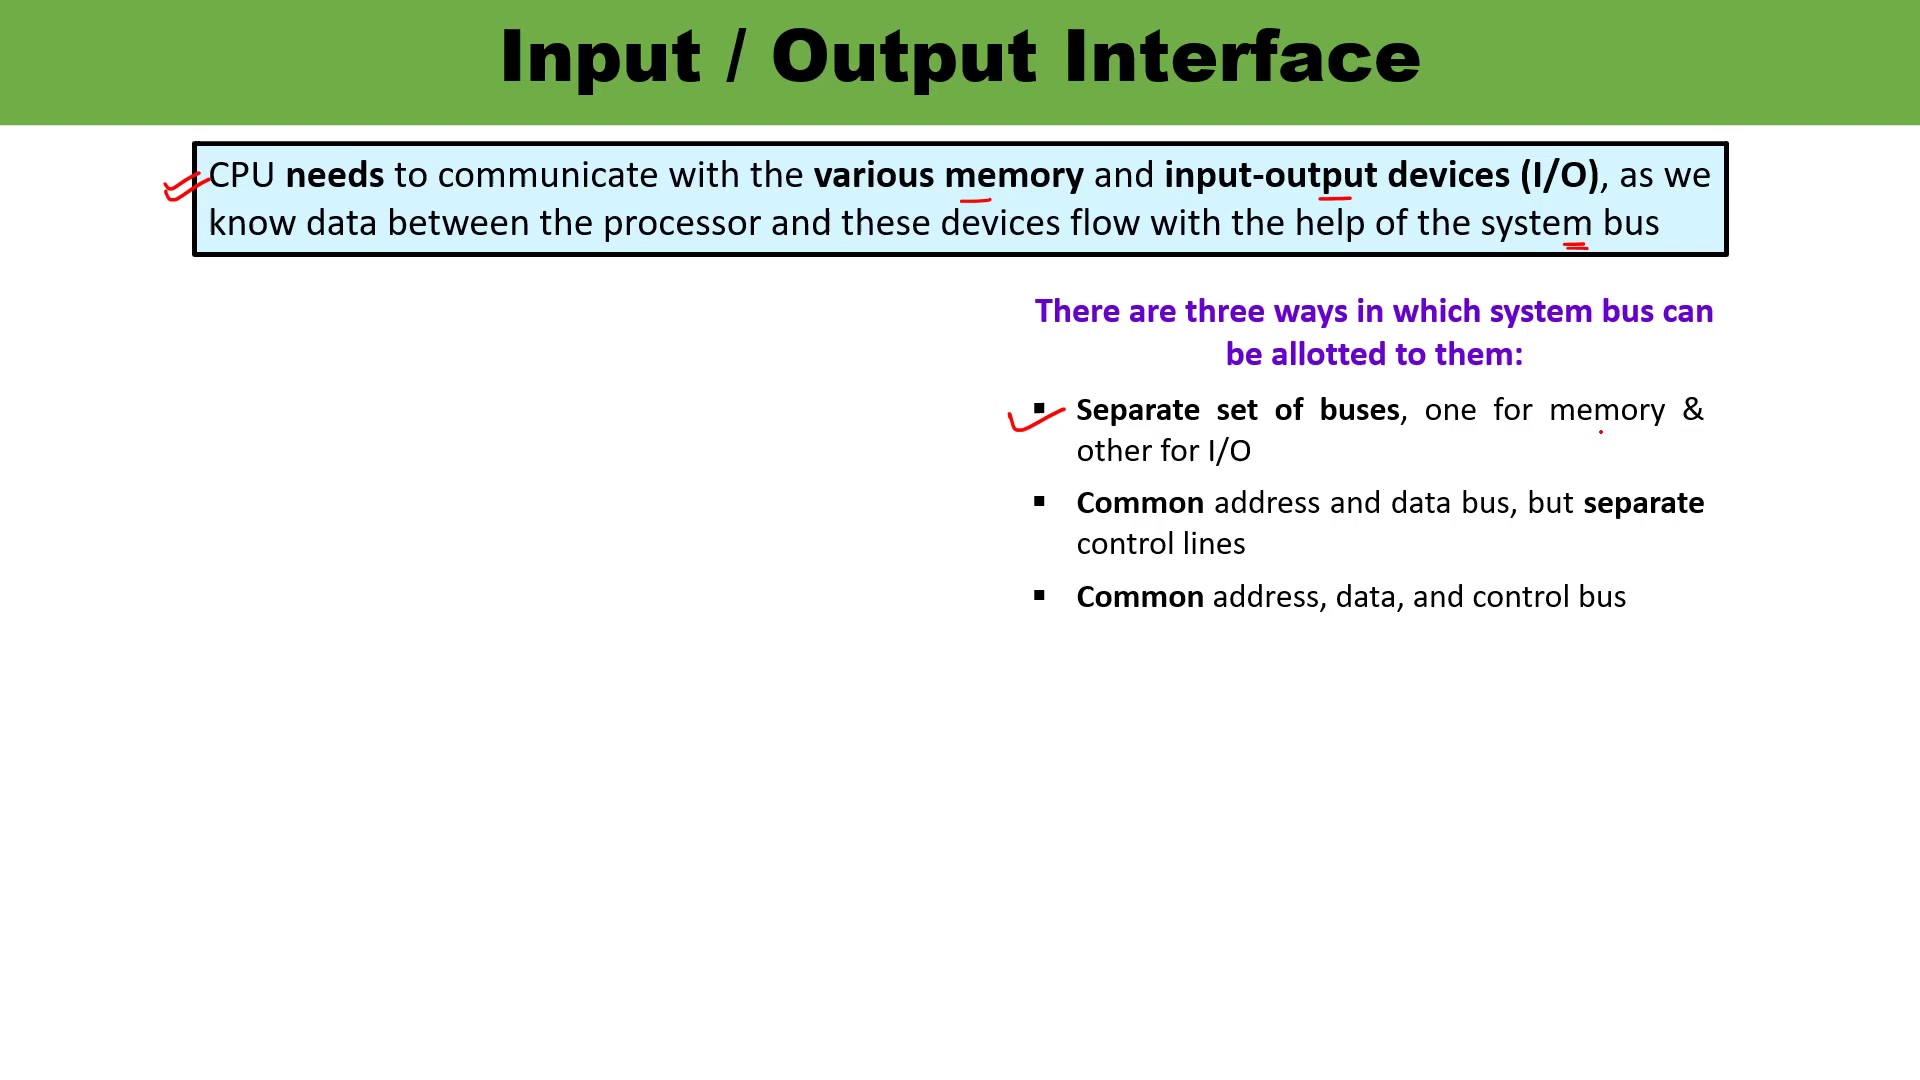 Input / Output Interface
CPU needs to communicate with the various memory and input-output devices (I/O), as we
know data between the processor and these devices flow with the help of the system bus
There are three ways in which system bus can
be allotted to them:
▪ Separate set of buses, one for memory &
other for I/O
▪ Common address and data bus, but separate
control lines
▪ Common address, data, and control bus